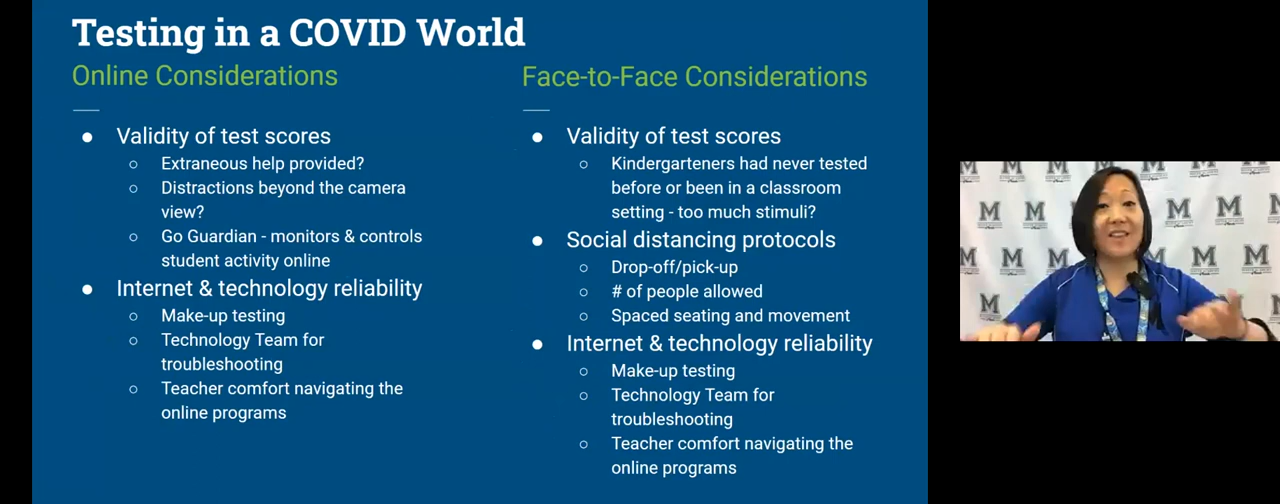 Testing in a COVID World
Online Considerations
Validity of test scores
Extraneous help provided?
Distractions beyond the camera
view?
Go Guardian - monitors & controls
student activity online
Internet & technology reliability
Make-up testing
Technology Team for
troubleshooting
Teacher comfort navigating the
online programs
Face-to-Face Considerations
Validity of test scores
Kindergarteners had never tested
before or been in a classroom
setting - too much stimuli?
Social distancing protocols
Drop-off/pick-up
# of people allowed
Spaced seating and movement
Internet & technology reliability
Make-up testing
Technology Team for
troubleshooting
Teacher comfort navigating the
online programs
M
M
M
M
M
M
M